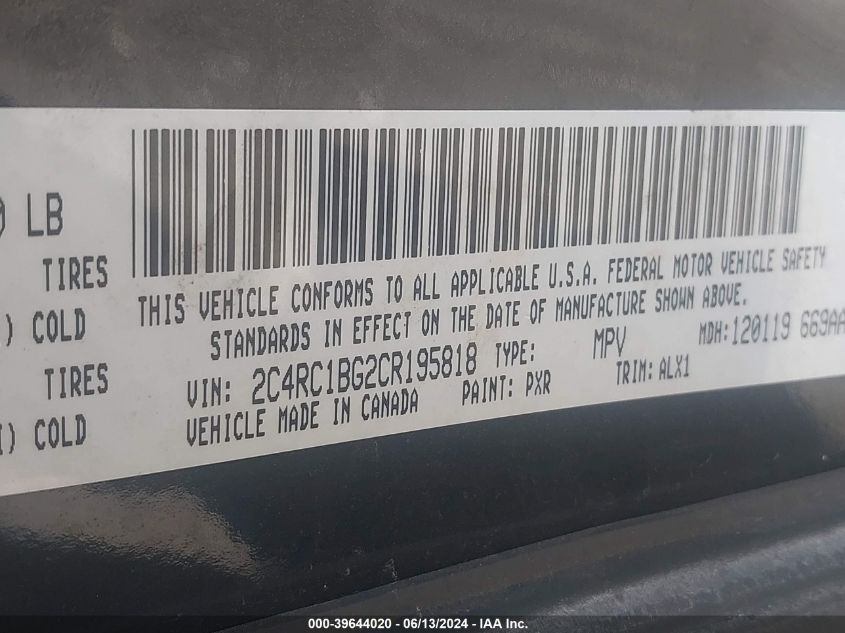 LB
TIRES
) COLD
TIRES
) COLD
THIS VEHICLE CONFORMS TO ALL APPLICABLE U.S.A. FEDERAL MOTOR VEHICLE SAFETY
STANDARDS IN EFFECT ON THE DATE OF MANUFACTURE SHOWN ABOVE.
VIN: 2C4RC1BG2CR195818 TYPE: MPV MDH:120119 669AA
VEHICLE MADE IN CANADA PAINT: PXR TRIM: ALX1
000-39644020 - 06/13/2024 - IAA Inc.